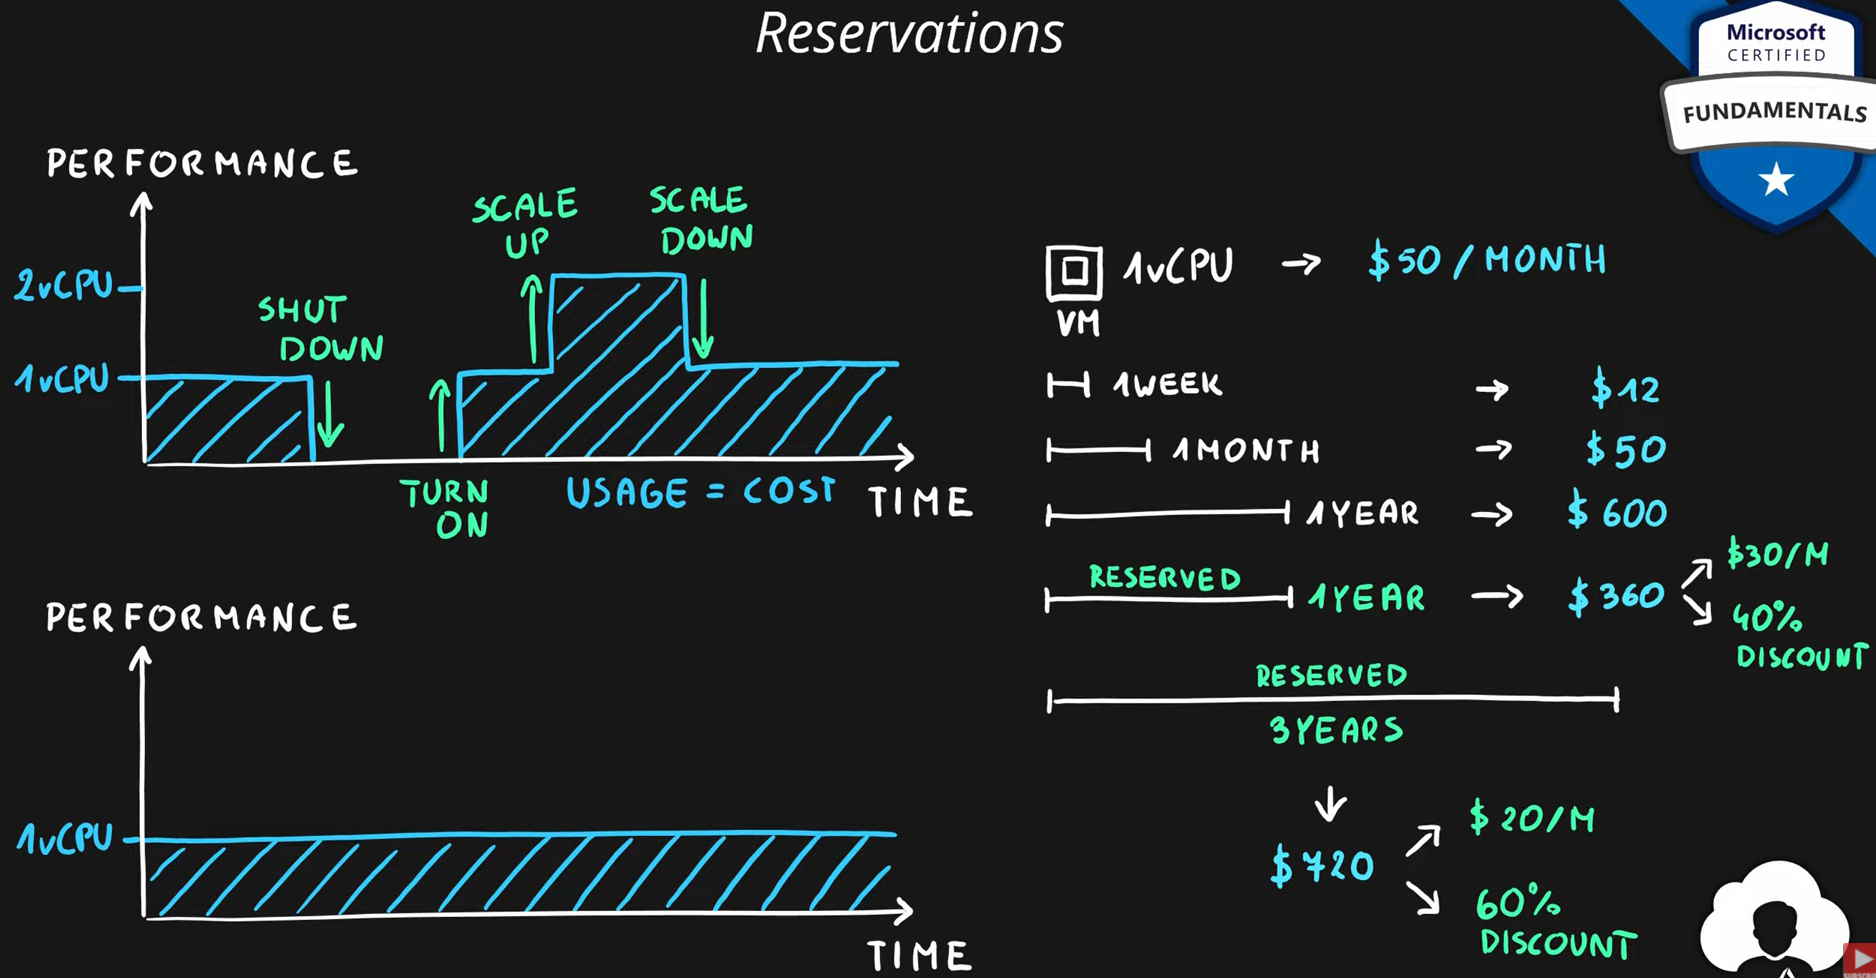 Reservations
Microsoft
CERTIFIED
FUNDAMENTALS
PERFORMANCE
2vCPU
1vCPU
SHUT
DOWN
TURN
ON
SCALE
UP
SCALE
DOWN
USAGE = COST
TIME
PERFORMANCE
1vCPU
TIME
VM
1vCPU → $50/MONTH
1WEEK → $12
1MONTH → $50
1YEAR → $600
RESERVED
1YEAR → $360
$30/M
40%
DISCOUNT
RESERVED
3YEARS
$720
$20/M
60%
DISCOUNT